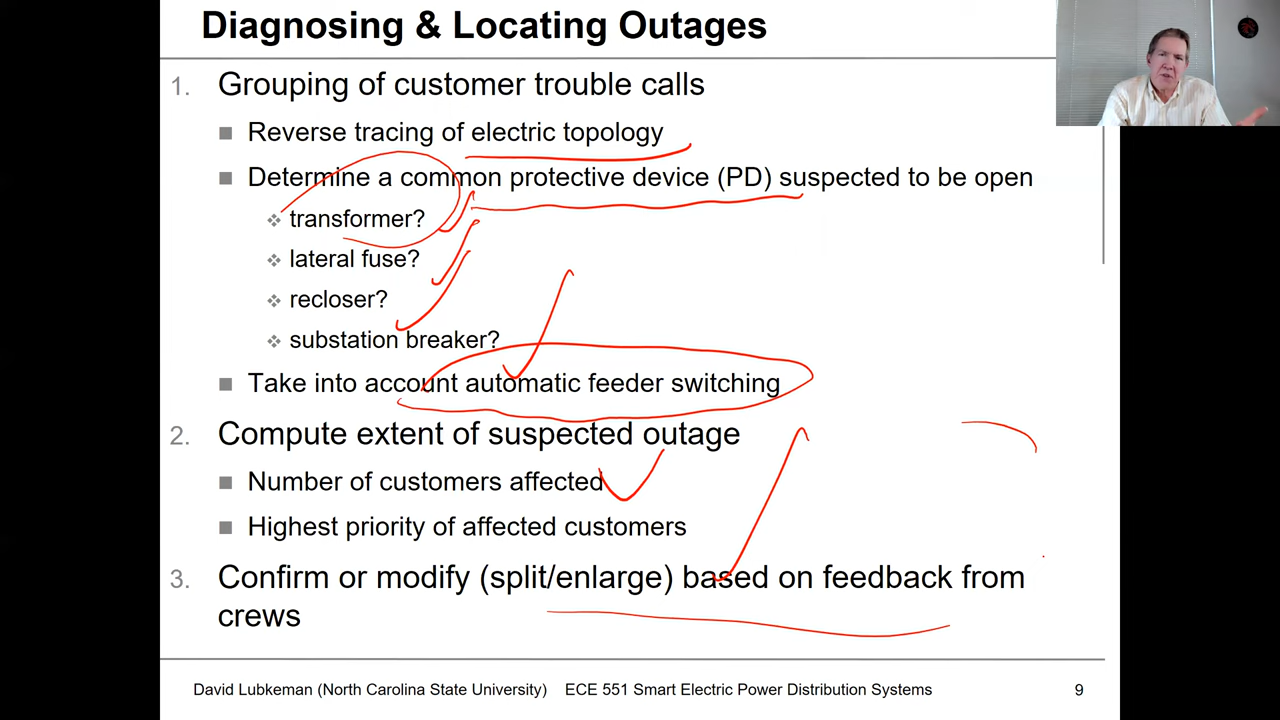 Diagnosing & Locating Outages
1. Grouping of customer trouble calls
Reverse tracing of electric topology
Determine a common protective device (PD) suspected to be open
transformer?
lateral fuse?
recloser?
substation breaker?
Take into account automatic feeder switching
2. Compute extent of suspected outage
Number of customers affected
Highest priority of affected customers
3. Confirm or modify (split/enlarge) based on feedback from
crews
David Lubkeman (North Carolina State University) ECE 551 Smart Electric Power Distribution Systems 9